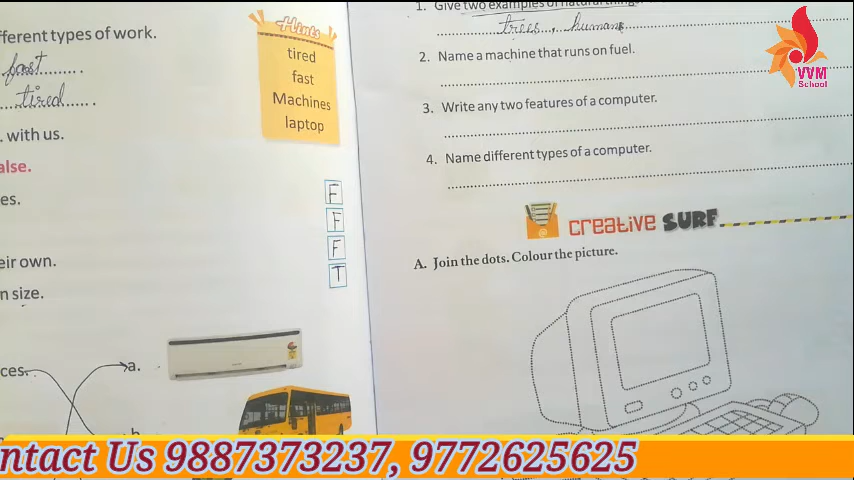 fferent types of work.
fast
tired
. with us.
alse.
es.
eir own.
n size.
ces
a.
Hints
tired
fast
Machines
laptop
F
F
F
T
1. Give two examples of natural things.
trees, humans
2. Name a machine that runs on fuel.
3. Write any two features of a computer.
4. Name different types of a computer.
CREATIVE SURF
A. Join the dots. Colour the picture.
VVM
School
ntact Us 9887373237, 9772625625